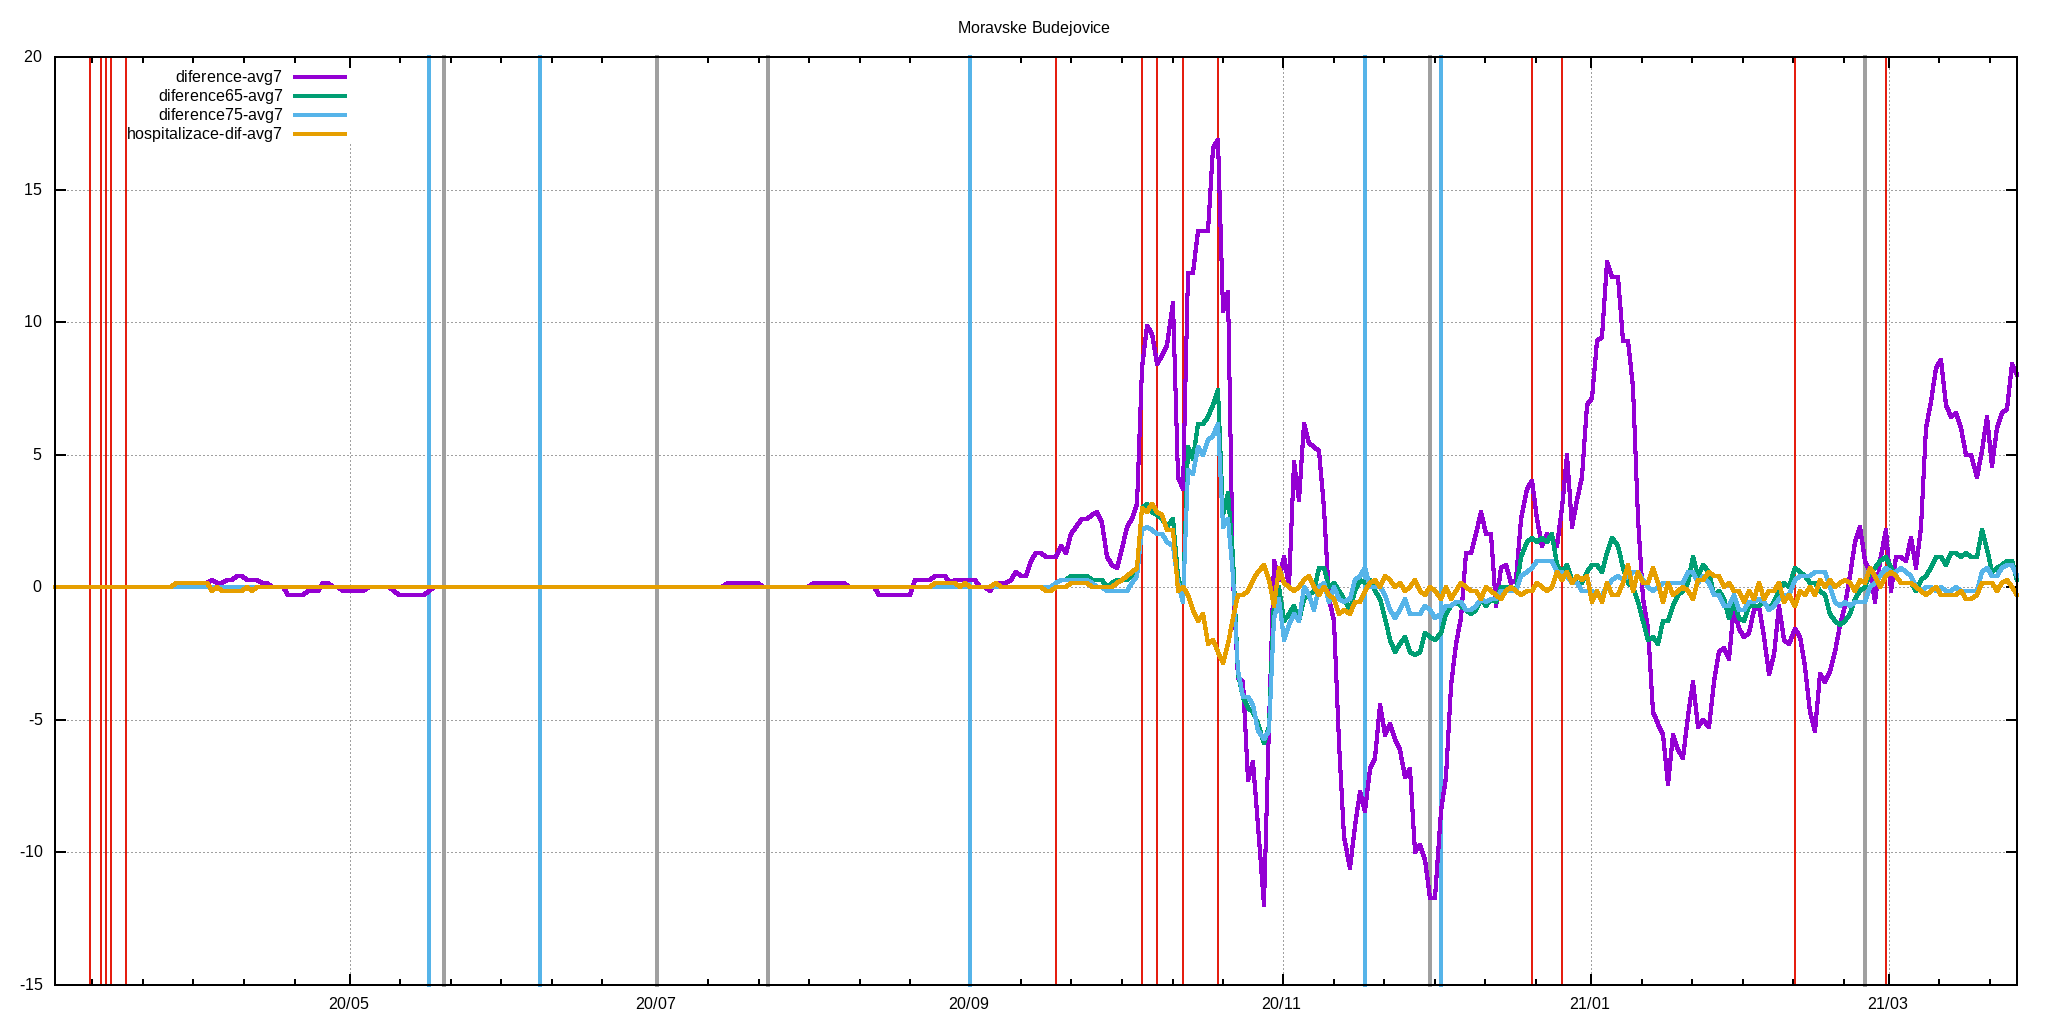 Moravske Budejovice
20
15
10
5
0
-5
-10
-15
diference-avg7
diference65-avg7
diference75-avg7
hospitalizace-dif-avg7
20/05
20/07
20/09
20/11
21/01
21/03